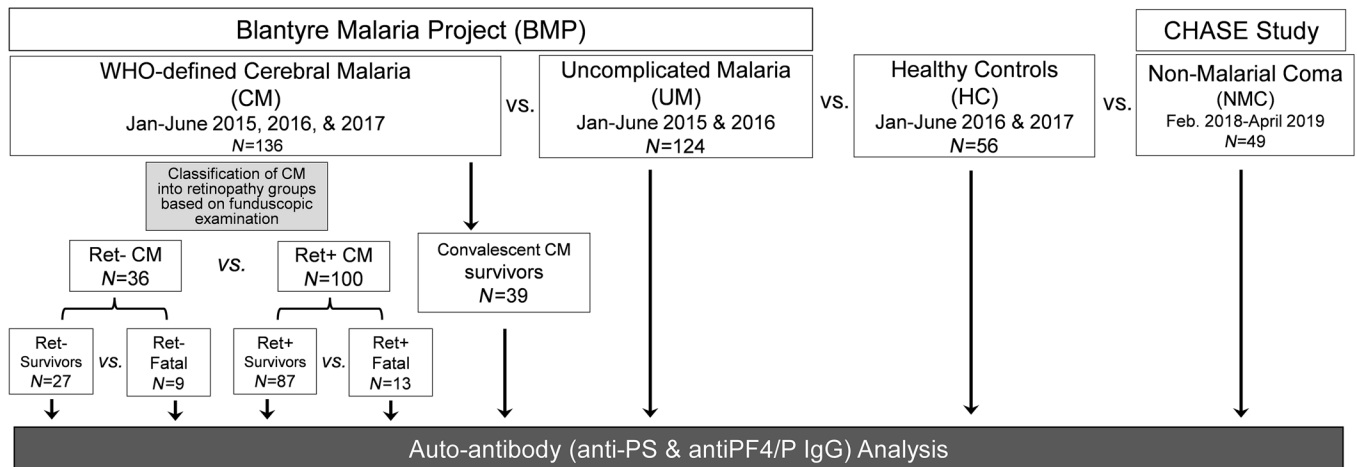 Blantyre Malaria Project (BMP)
CHASE Study
WHO-defined Cerebral Malaria
(CM)
Jan-June 2015, 2016, & 2017
N=136
vs.
Uncomplicated Malaria
(UM)
Jan-June 2015 & 2016
N=124
vs.
Healthy Controls
(HC)
Jan-June 2016 & 2017
N=56
vs.
Non-Malarial Coma
(NMC)
Feb. 2018-April 2019
N=49
Classification of CM
into retinopathy groups
based on funduscopic
examination
Ret- CM
N=36
vs.
Ret+ CM
N=100
Convalescent CM
survivors
N=39
Ret-
Survivors
N=27
vs.
Ret-
Fatal
N=9
Ret+
Survivors
N=87
vs.
Ret+
Fatal
N=13
Auto-antibody (anti-PS & antiPF4/P IgG) Analysis